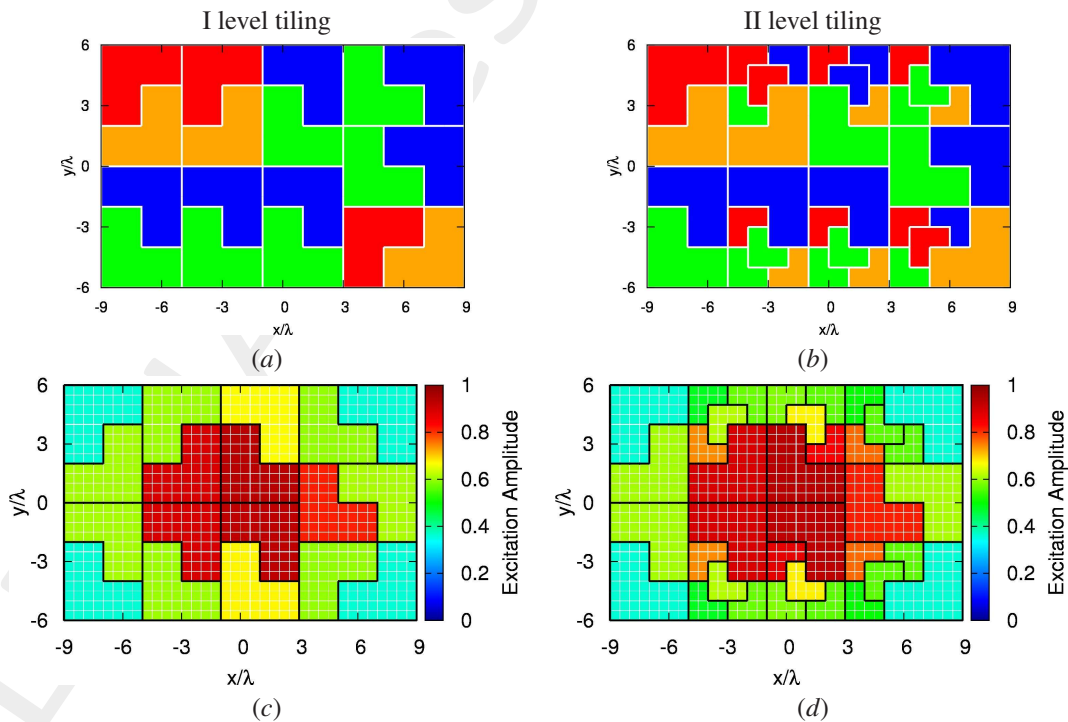 I level tiling
II level tiling
6
3
0
-3
-6
-9 -6 -3 0 3 6 9
y/λ
x/λ
(a)
6
3
0
-3
-6
-9 -6 -3 0 3 6 9
y/λ
x/λ
(b)
6
3
0
-3
-6
-9 -6 -3 0 3 6 9
y/λ
x/λ
1
0.8
0.6
0.4
0.2
0
Excitation Amplitude
(c)
6
3
0
-3
-6
-9 -6 -3 0 3 6 9
y/λ
x/λ
1
0.8
0.6
0.4
0.2
0
Excitation Amplitude
(d)